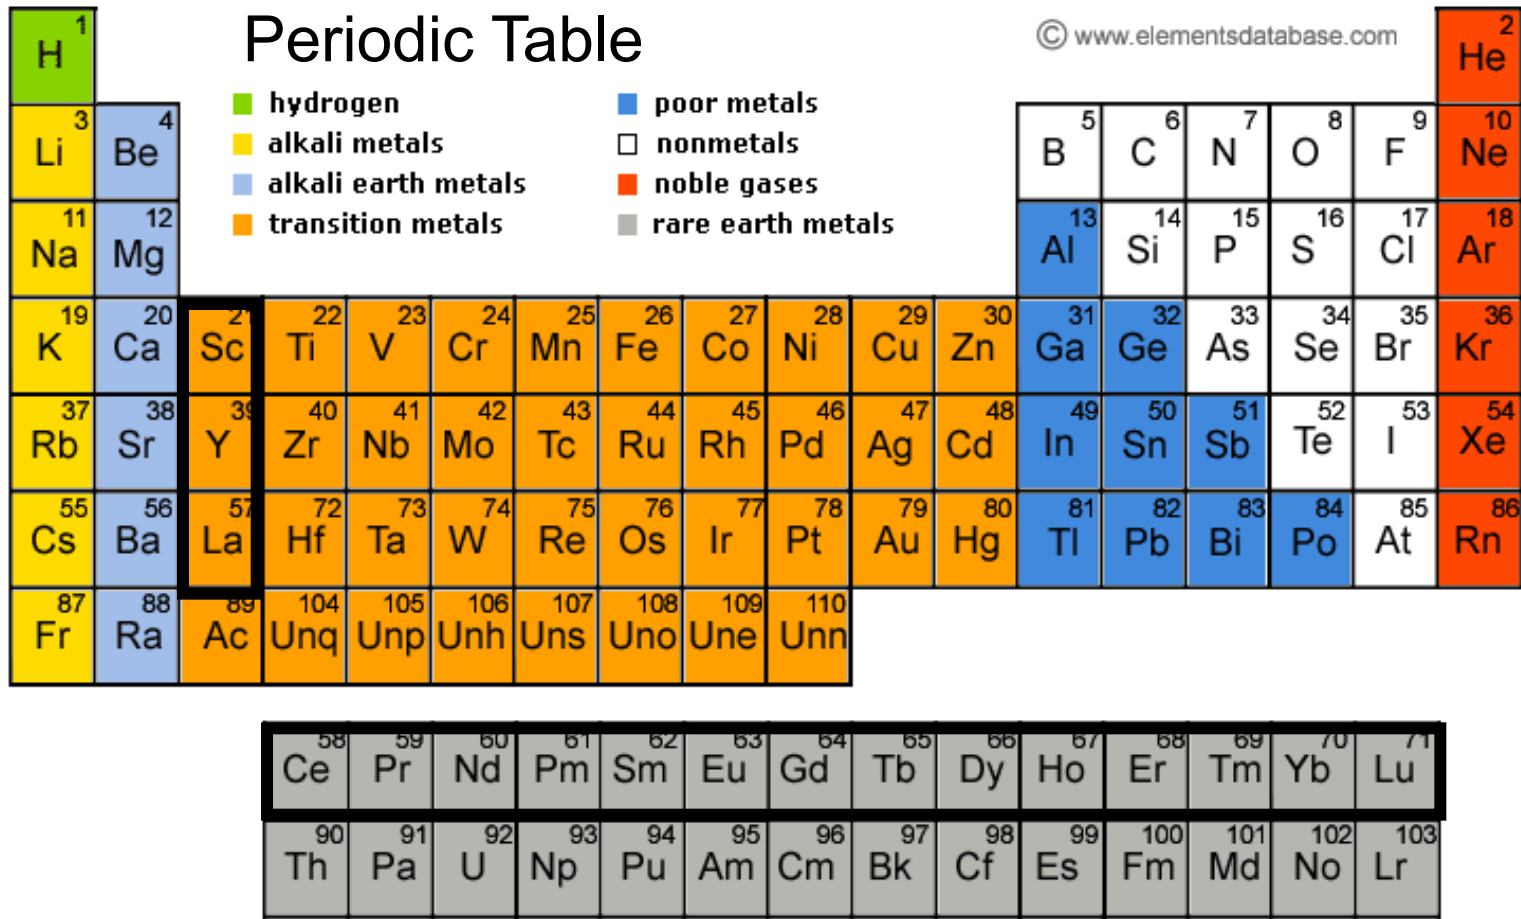 1 Periodic Table © www.elementsdatabase.com 2
H He
hydrogen poor metals
3 4 alkali metals nonmetals 5 6 7 8 9 10
Li Be B C N O F Ne
alkali earth metals noble gases
11 12 transition metals rare earth metals 13 14 15 16 17 18
Na Mg Al Si P S Cl Ar
19 20 21 22 23 24 25 26 27 28 29 30 31 32 33 34 35 36
K Ca Sc Ti V Cr Mn Fe Co Ni Cu Zn Ga Ge As Se Br Kr
37 38 39 40 41 42 43 44 45 46 47 48 49 50 51 52 53 54
Rb Sr Y Zr Nb Mo Tc Ru Rh Pd Ag Cd In Sn Sb Te I Xe
55 56 57 72 73 74 75 76 77 78 79 80 81 82 83 84 85 86
Cs Ba La Hf Ta W Re Os Ir Pt Au Hg Tl Pb Bi Po At Rn
87 88 89 104 105 106 107 108 109 110
Fr Ra Ac Unq Unp Unh Uns Uno Une Unn
58 59 60 61 62 63 64 65 66 67 68 69 70 71
Ce Pr Nd Pm Sm Eu Gd Tb Dy Ho Er Tm Yb Lu
90 91 92 93 94 95 96 97 98 99 100 101 102 103
Th Pa U Np Pu Am Cm Bk Cf Es Fm Md No Lr